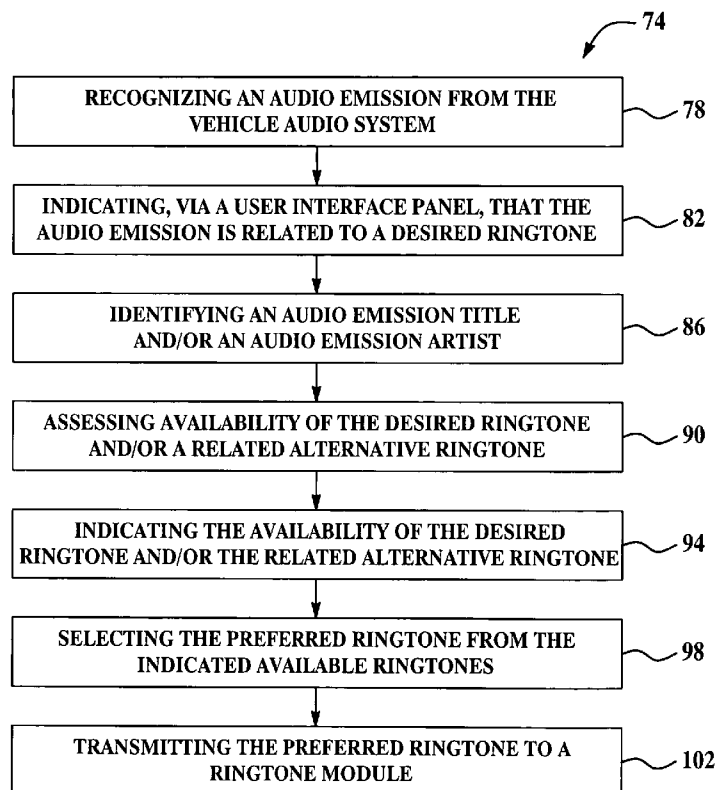 74
RECOGNIZING AN AUDIO EMISSION FROM THE
VEHICLE AUDIO SYSTEM
78
INDICATING, VIA A USER INTERFACE PANEL, THAT THE
AUDIO EMISSION IS RELATED TO A DESIRED RINGTONE
82
IDENTIFYING AN AUDIO EMISSION TITLE
AND/OR AN AUDIO EMISSION ARTIST
86
ASSESSING AVAILABILITY OF THE DESIRED RINGTONE
AND/OR A RELATED ALTERNATIVE RINGTONE
90
INDICATING THE AVAILABILITY OF THE DESIRED
RINGTONE AND/OR THE RELATED ALTERNATIVE RINGTONE
94
SELECTING THE PREFERRED RINGTONE FROM THE
INDICATED AVAILABLE RINGTONES
98
TRANSMITTING THE PREFERRED RINGTONE TO A
RINGTONE MODULE
102